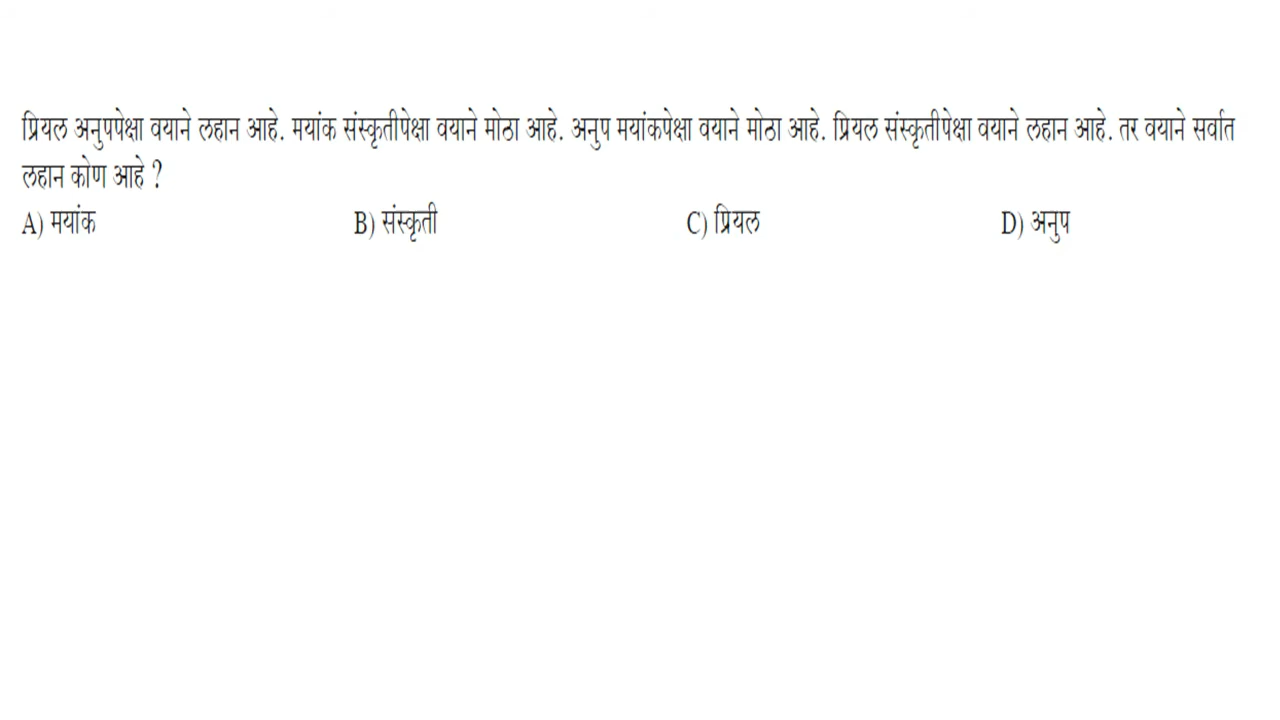 प्रियल अनुपपेक्षा वयाने लहान आहे. मयांक संस्कृतीपेक्षा वयाने मोठा आहे. अनुप मयांकपेक्षा वयाने मोठा आहे. प्रियल संस्कृतीपेक्षा वयाने लहान आहे. तर वयाने सर्वात
लहान कोण आहे ?
A) मयांक B) संस्कृती C) प्रियल D) अनुप